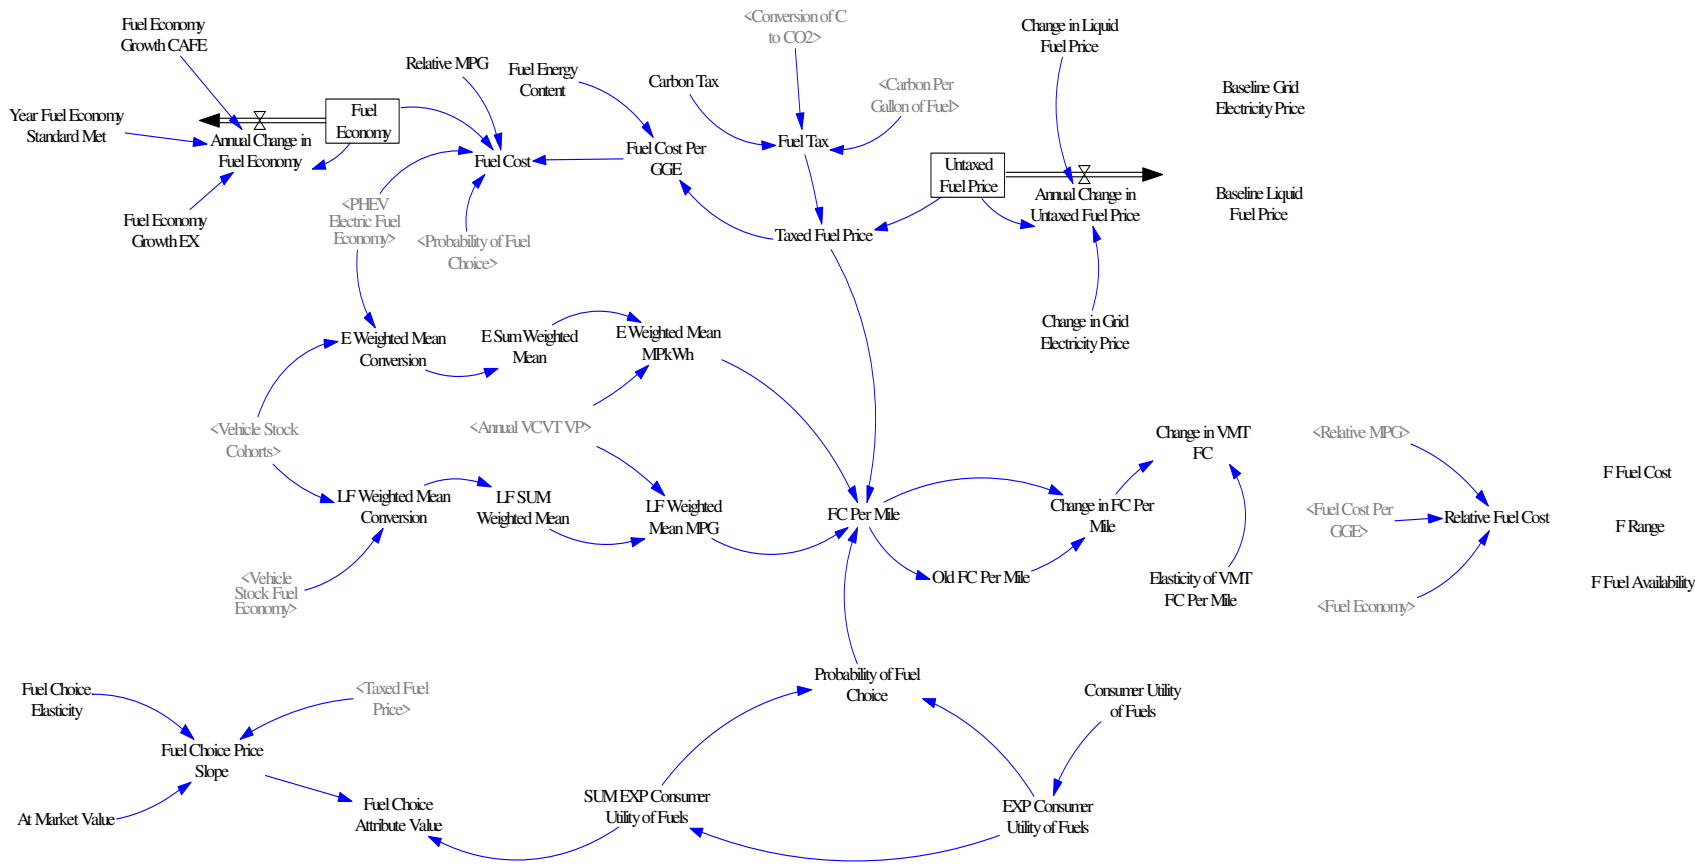 Fuel Economy
Growth CAFE
Year Fuel Economy
Standard Met
Annual Change in
Fuel Economy
Fuel
Economy
Fuel Economy
Growth EX
Relative MPG
Fuel Energy
Content
Fuel Cost
Fuel Cost Per
GGE
<PHEV
Electric Fuel
Economy>
<Probability of Fuel
Choice>
Carbon Tax
<Conversion of C
to CO2>
<Carbon Per
Gallon of Fuel>
Fuel Tax
Taxed Fuel Price
Untaxed
Fuel Price
Change in Liquid
Fuel Price
Annual Change in
Untaxed Fuel Price
Change in Grid
Electricity Price
Baseline Grid
Electricity Price
Baseline Liquid
Fuel Price
E Weighted Mean
Conversion
E Sum Weighted
Mean
E Weighted Mean
MPkWh
<Vehicle Stock
Cohorts>
<Annual VCVT VP>
LF Weighted Mean
Conversion
LF SUM
Weighted Mean
LF Weighted
Mean MPG
<Vehicle
Stock Fuel
Economy>
FC Per Mile
Old FC Per Mile
Change in FC Per
Mile
Change in VMT
FC
Elasticity of VMT
FC Per Mile
<Relative MPG>
<Fuel Cost Per
GGE>
<Fuel Economy>
Relative Fuel Cost
F Fuel Cost
F Range
F Fuel Availability
Fuel Choice
Elasticity
<Taxed Fuel
Price>
Fuel Choice Price
Slope
At Market Value
Fuel Choice
Attribute Value
SUM EXP Consumer
Utility of Fuels
Probability of Fuel
Choice
Consumer Utility
of Fuels
EXP Consumer
Utility of Fuels